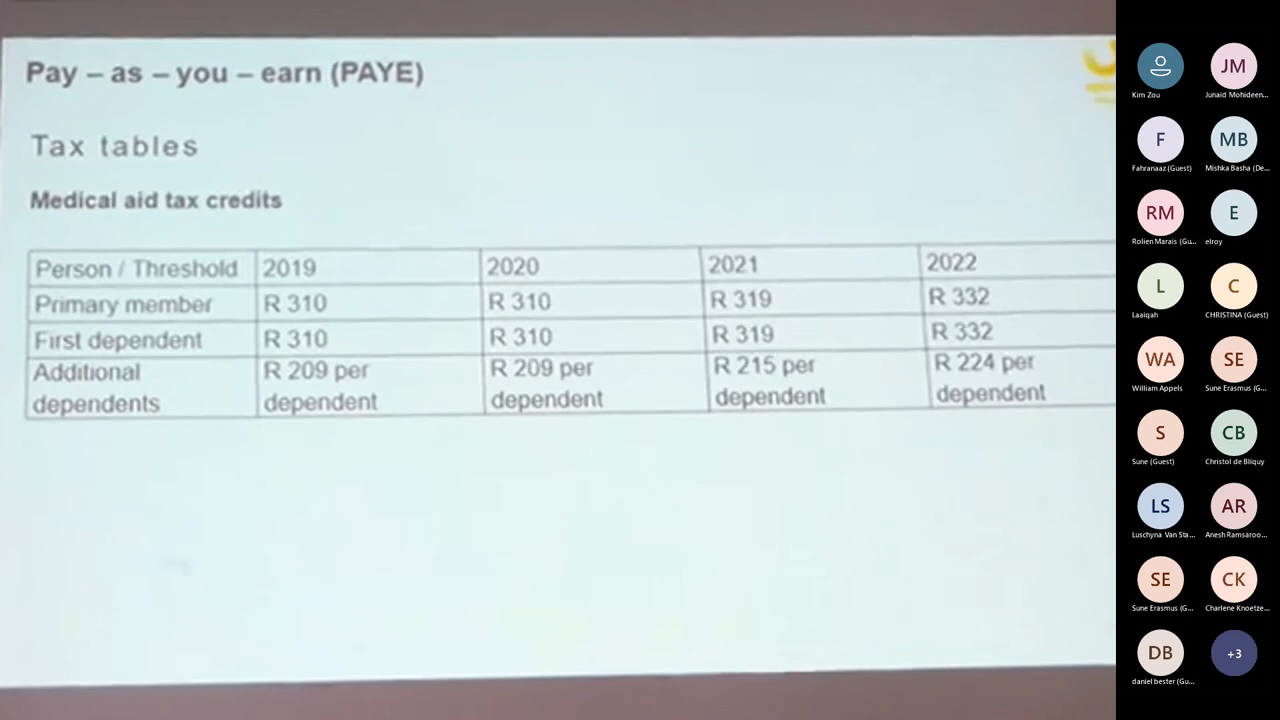 Pay – as – you – earn (PAYE)
Tax tables
Medical aid tax credits
Person / Threshold 2019 2020 2021 2022
Primary member R 310 R 310 R 319 R 332
First dependent R 310 R 310 R 319 R 332
Additional R 209 per R 209 per R 215 per R 224 per
dependents dependent dependent dependent dependent
JM
Kim Zou Junaid Mohideen...
F MB
Fahranaaz (Guest) Mishka Basha (De...
RM E
Rolien Marais (Gu... elroy
L C
Laaiqah CHRISTINA (Guest)
WA SE
William Appels Sune Erasmus (G...
S CB
Sune (Guest) Christol de Bliquy
LS AR
Luschyna Van Sta... Anesh Ramsaroo...
SE CK
Sune Erasmus (G... Charlene Knoetze...
DB +3
daniel bester (Gu...